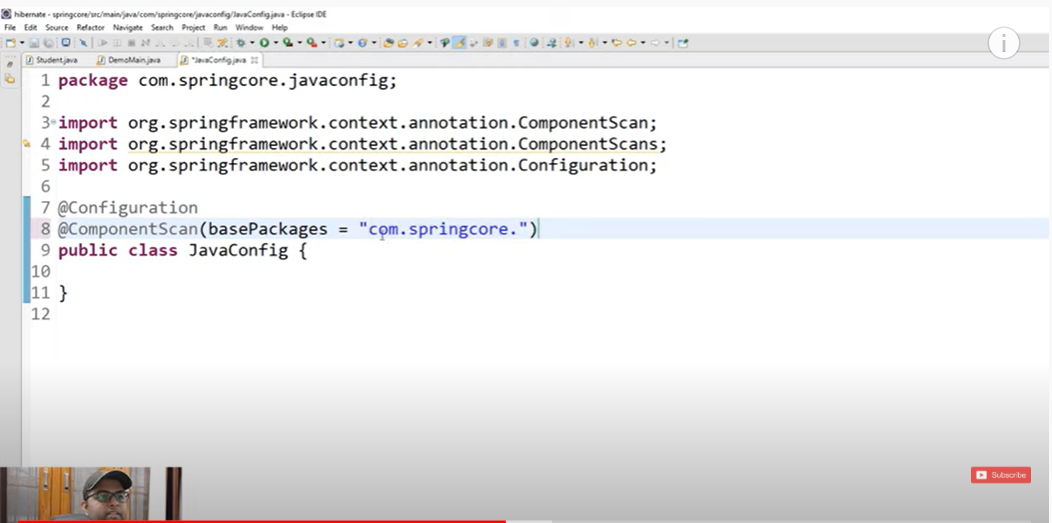 hibernate - springcore/src/main/java/com/springcore/javaconfig/JavaConfig.java - Eclipse IDE
File Edit Source Refactor Navigate Search Project Run Window Help
Student.java DemoMain.java *JavaConfig.java
1 package com.springcore.javaconfig;
2
3 import org.springframework.context.annotation.ComponentScan;
4 import org.springframework.context.annotation.ComponentScans;
5 import org.springframework.context.annotation.Configuration;
6
7 @Configuration
8 @ComponentScan(basePackages = "com.springcore.")
9 public class JavaConfig {
10
11 }
12
Subscribe